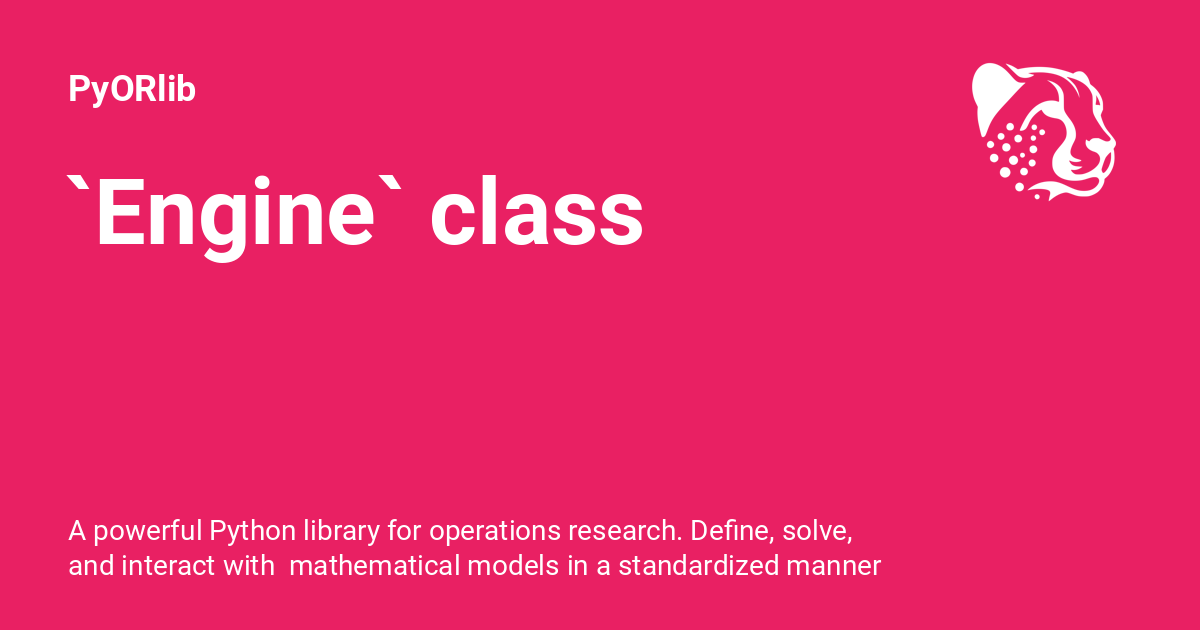 PyORlib
`Engine` class
A powerful Python library for operations research. Define, solve,
and interact with  mathematical models in a standardized manner